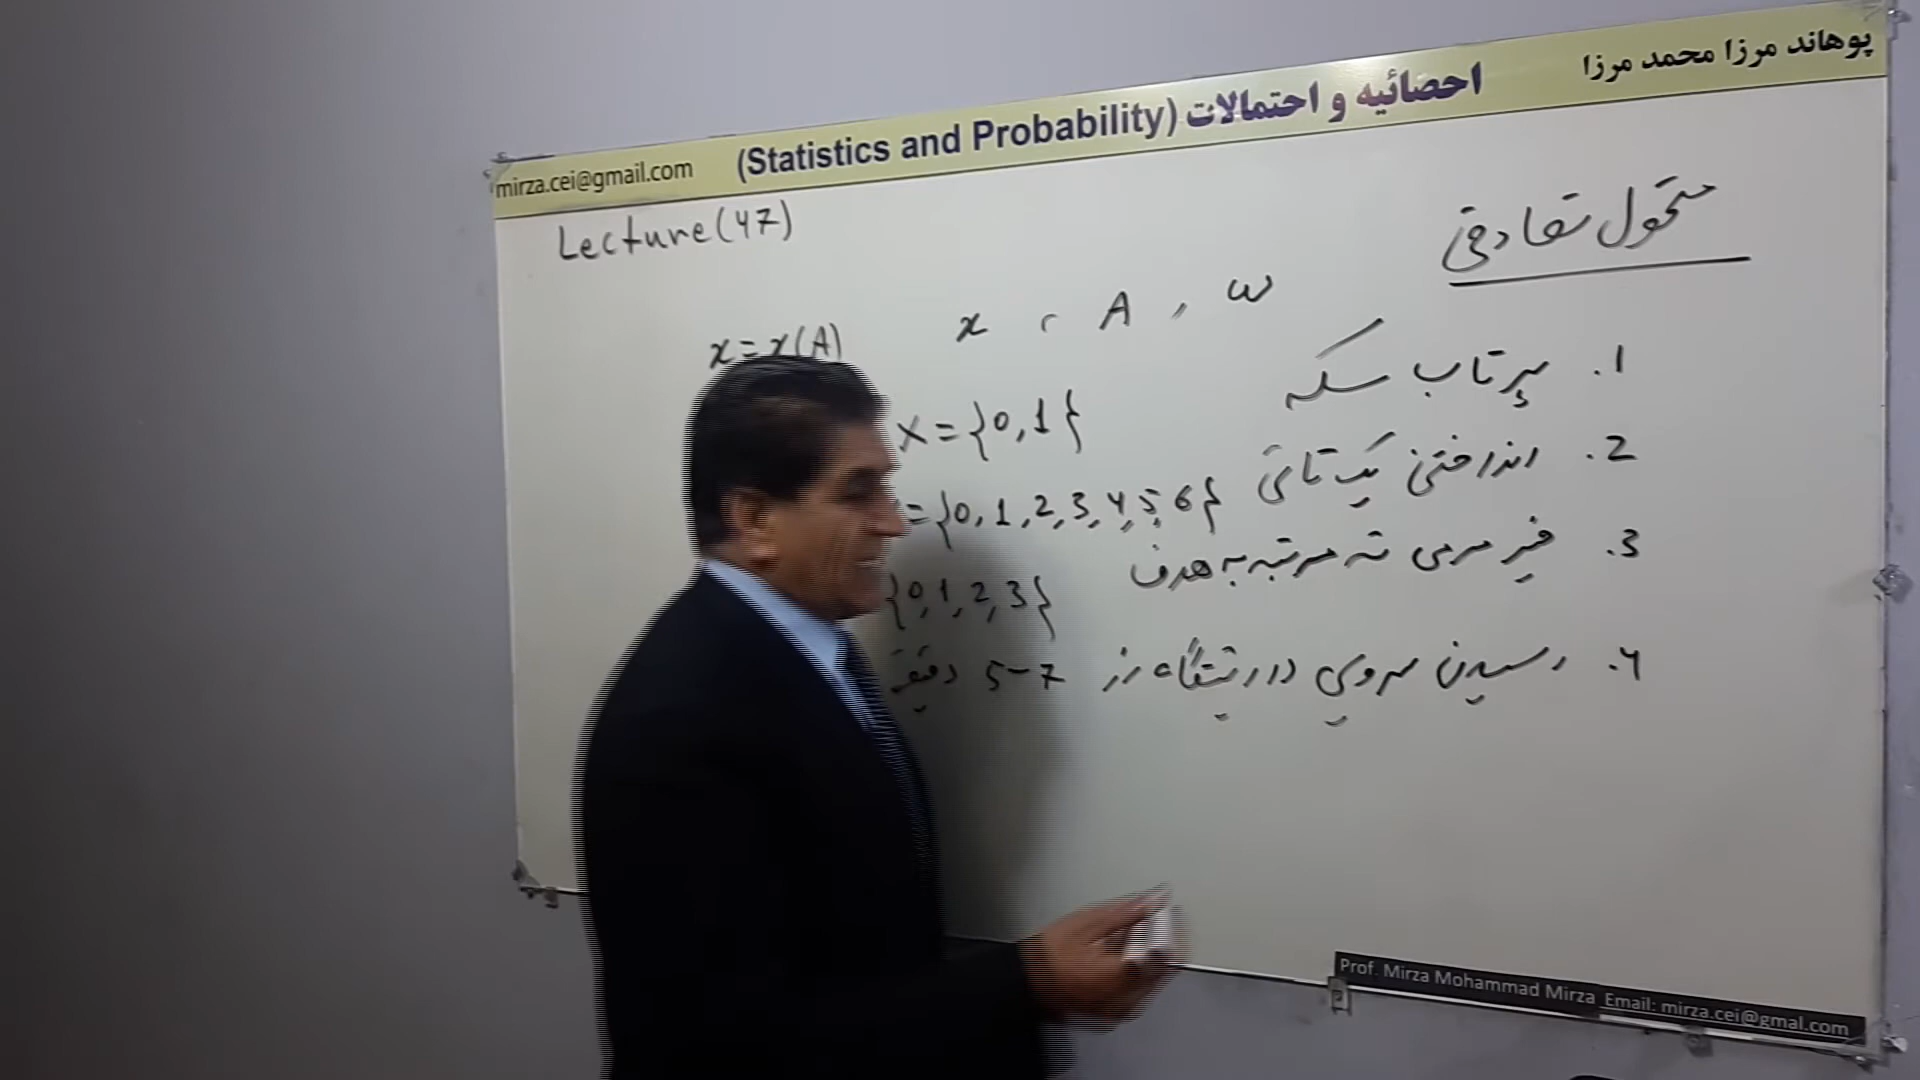 پوهاند مرزا محمد مرزا
احصائیه و احتمالات (Statistics and Probability)
mirza.cei@gmail.com
Lecture(47)
متحول تصادفی
x , A , ω
x=x(A)
1. پرتاب سکه
X={0,1}
2. انداختن یک تاتی
={0,1,2,3,4,5,6}
3. فیر مرمی سه مرتبه به هدف
{0,1,2,3}
4. رسیدن سرویس در ایستگاه از 5-7 دقیقه
Prof. Mirza Mohammad Mirza Email: mirza.cei@gmal.com